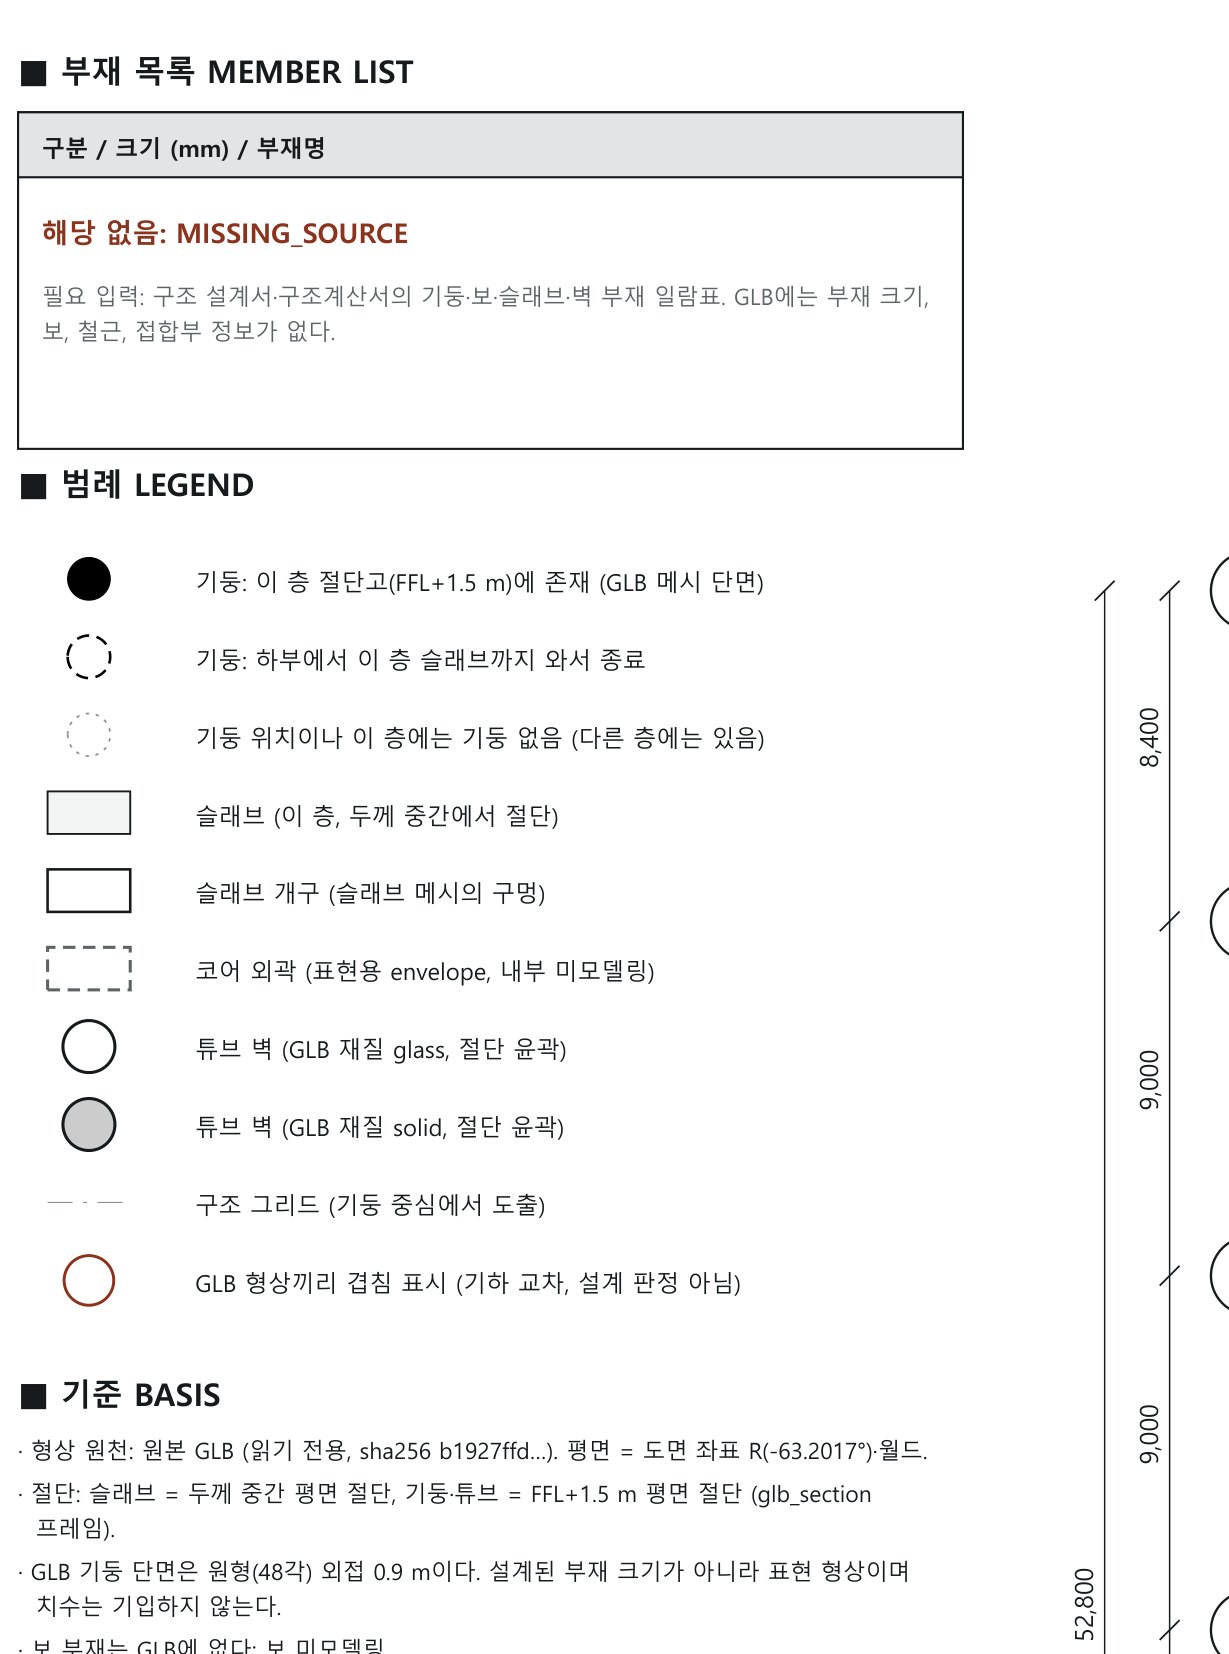 ■ 부재 목록 MEMBER LIST
구분 / 크기 (mm) / 부재명
해당 없음: MISSING_SOURCE
필요 입력: 구조 설계서·구조계산서의 기둥·보·슬래브·벽 부재 일람표. GLB에는 부재 크기,
보, 철근, 접합부 정보가 없다.
■ 범례 LEGEND
기둥: 이 층 절단고(FFL+1.5 m)에 존재 (GLB 메시 단면)
기둥: 하부에서 이 층 슬래브까지 와서 종료
기둥 위치이나 이 층에는 기둥 없음 (다른 층에는 있음)
슬래브 (이 층, 두께 중간에서 절단)
슬래브 개구 (슬래브 메시의 구멍)
코어 외곽 (표현용 envelope, 내부 미모델링)
튜브 벽 (GLB 재질 glass, 절단 윤곽)
튜브 벽 (GLB 재질 solid, 절단 윤곽)
구조 그리드 (기둥 중심에서 도출)
GLB 형상끼리 겹침 표시 (기하 교차, 설계 판정 아님)
■ 기준 BASIS
· 형상 원천: 원본 GLB (읽기 전용, sha256 b1927ffd…). 평면 = 도면 좌표 R(-63.2017°)·월드.
· 절단: 슬래브 = 두께 중간 평면 절단, 기둥·튜브 = FFL+1.5 m 평면 절단 (glb_section
프레임).
· GLB 기둥 단면은 원형(48각) 외접 0.9 m이다. 설계된 부재 크기가 아니라 표현 형상이며
치수는 기입하지 않는다.
· 보 부재는 GLB에 없다: 보 미모델링
8,400
9,000
9,000
52,800